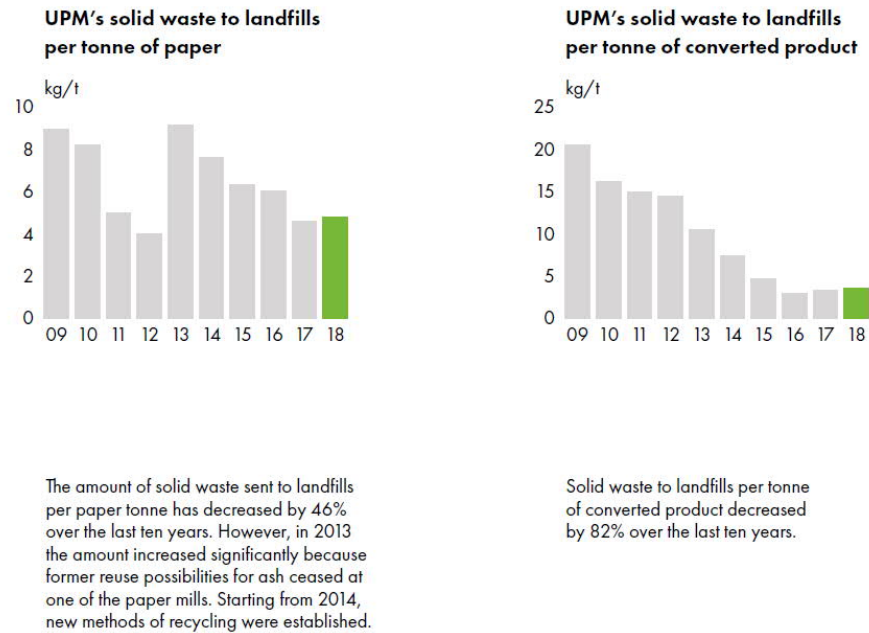 UPM's solid waste to landfills
per tonne of paper
kg/t
10
8
6
4
2
0
09 10 11 12 13 14 15 16 17 18
The amount of solid waste sent to landfills
per paper tonne has decreased by 46%
over the last ten years. However, in 2013
the amount increased significantly because
former reuse possibilities for ash ceased at
one of the paper mills. Starting from 2014,
new methods of recycling were established.
UPM's solid waste to landfills
per tonne of converted product
kg/t
25
20
15
10
5
0
09 10 11 12 13 14 15 16 17 18
Solid waste to landfills per tonne
of converted product decreased
by 82% over the last ten years.